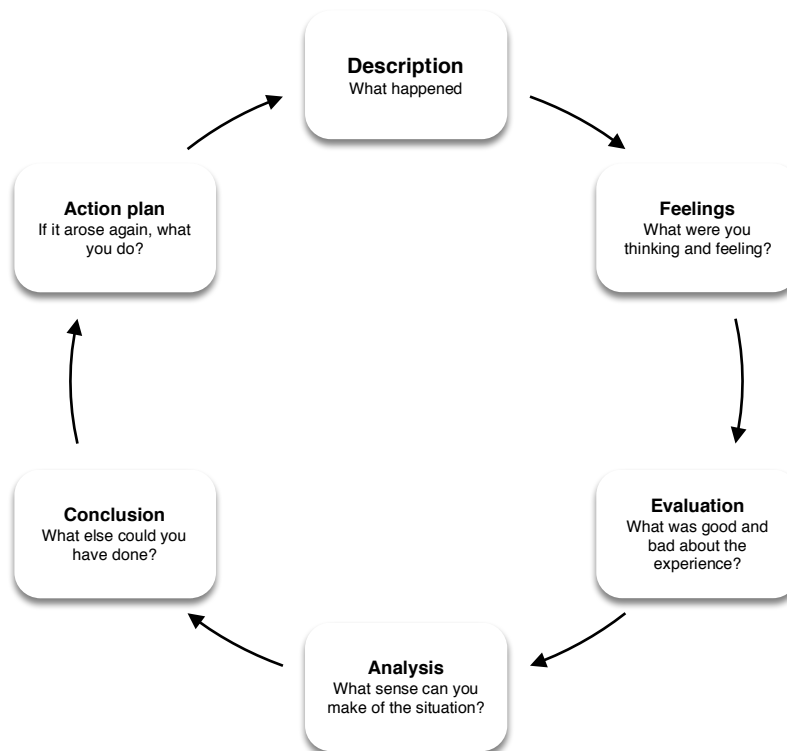 Description
What happened
Feelings
What were you
thinking and feeling?
Evaluation
What was good and
bad about the
experience?
Analysis
What sense can you
make of the situation?
Conclusion
What else could you
have done?
Action plan
If it arose again, what
you do?